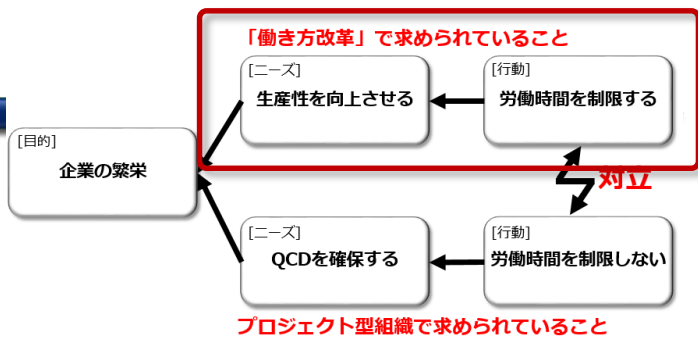 「働き方改革」で求められていること
[ニーズ]
生産性を向上させる
[行動]
労働時間を制限する
[目的]
企業の繁栄
対立
[ニーズ]
QCDを確保する
[行動]
労働時間を制限しない
プロジェクト型組織で求められていること